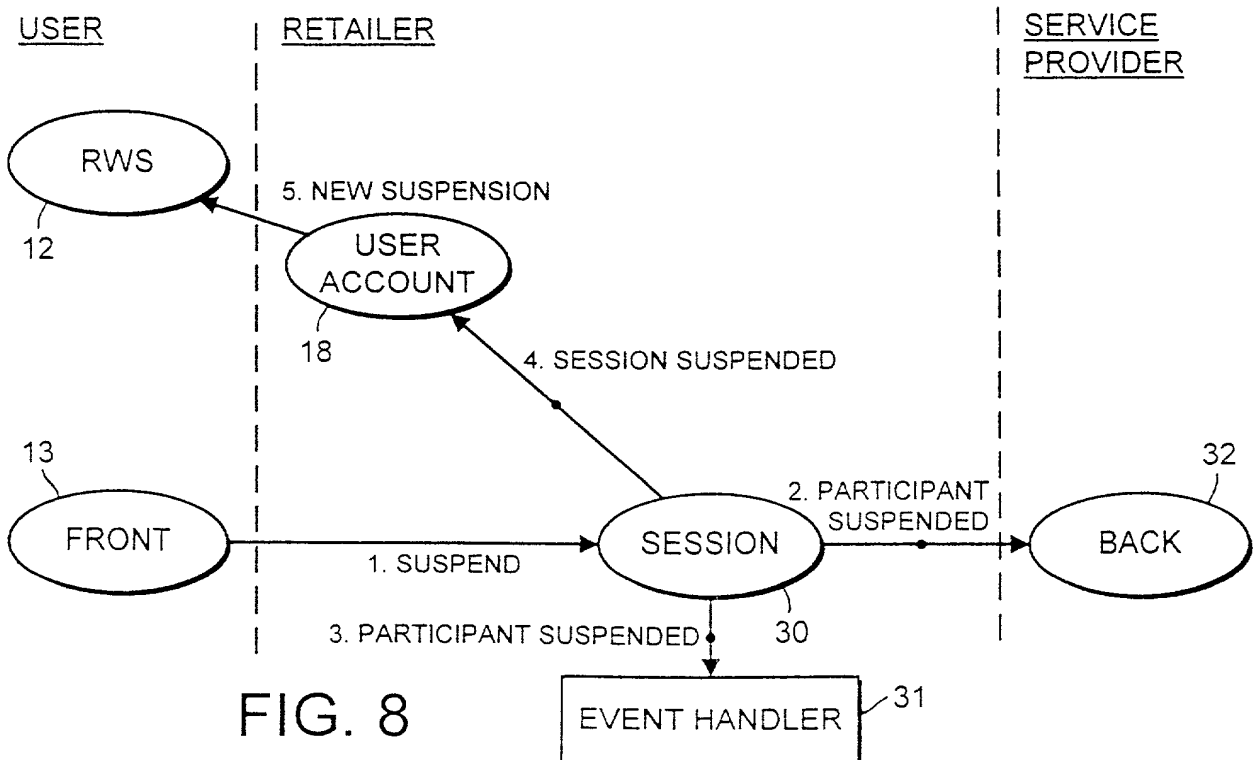 USER
RETAILER
SERVICE
PROVIDER
RWS
12
5. NEW SUSPENSION
USER
ACCOUNT
18
4. SESSION SUSPENDED
13
FRONT
1. SUSPEND
SESSION
30
2. PARTICIPANT
SUSPENDED
32
BACK
3. PARTICIPANT SUSPENDED
EVENT HANDLER
31
FIG. 8